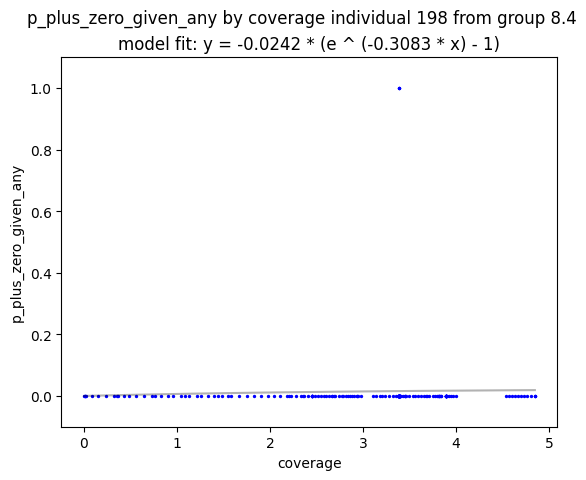 p_plus_zero_given_any by coverage individual 198 from group 8.4
model fit: y = -0.0242 * (e ^ (-0.3083 * x) - 1)
p_plus_zero_given_any
1.0
0.8
0.6
0.4
0.2
0.0
0 1 2 3 4 5
coverage